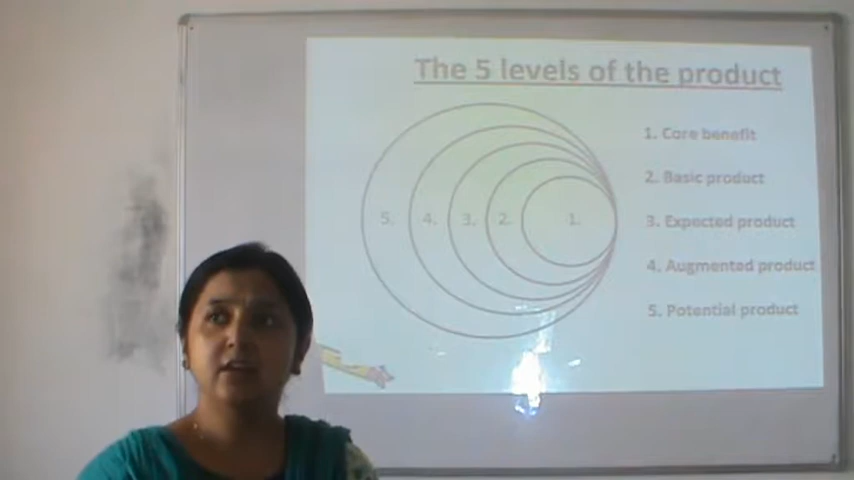 The 5 levels of the product
1. Core benefit
2. Basic product
5. 4. 3. 2. 1.
3. Expected product
4. Augmented product
5. Potential product